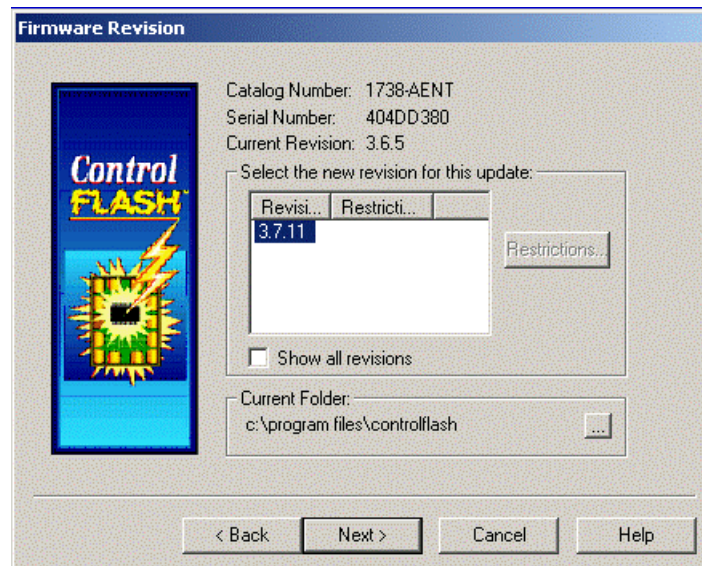 Firmware Revision
Control
FLASH
Catalog Number: 1738-AENT
Serial Number: 404DD380
Current Revision: 3.6.5
Select the new revision for this update:
Revisi... Restricti...
3.7.11
Restrictions...
Show all revisions
Current Folder:
c:\program files\controlflash
...
< Back Next > Cancel Help